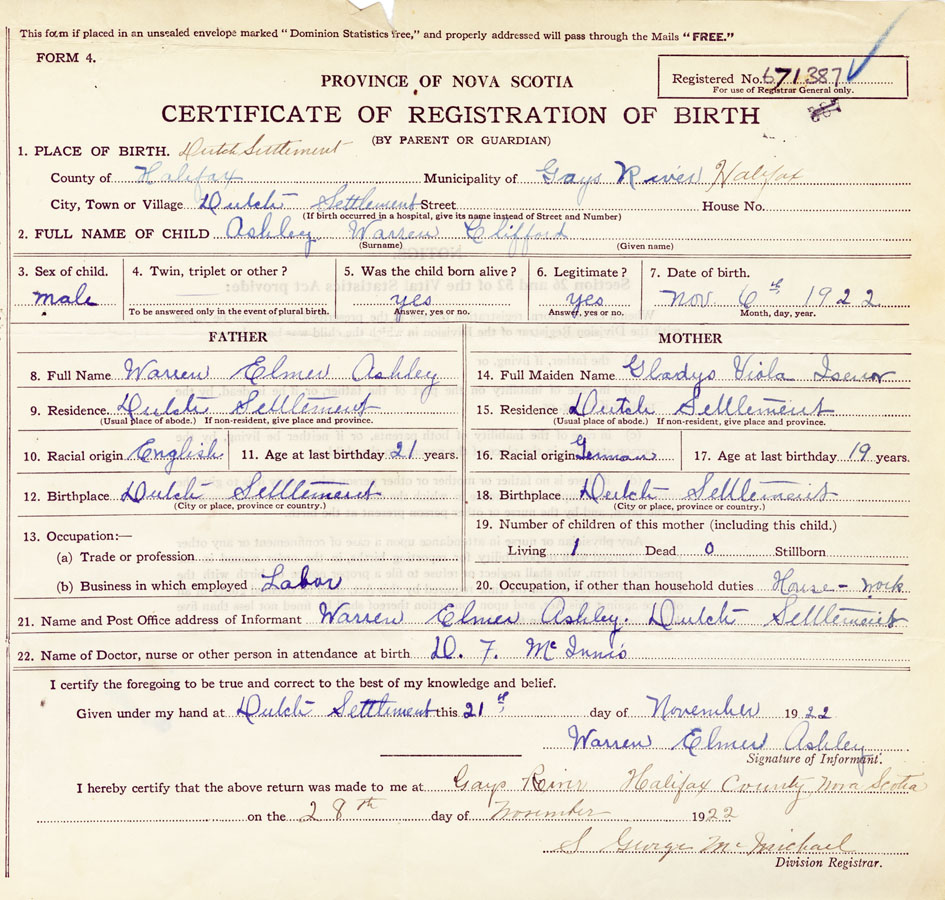 This form if placed in an unsealed envelope marked "Dominion Statistics free," and properly addressed will pass through the Mails "FREE."
FORM 4.
Registered No. 671387
For use of Registrar General only.
PROVINCE OF NOVA SCOTIA
CERTIFICATE OF REGISTRATION OF BIRTH
(BY PARENT OR GUARDIAN)
1. PLACE OF BIRTH. Dutch Settlement
County of Halifax Municipality of Gays River Halifax
City, Town or Village Dutch Settlement Street House No.
(If birth occurred in a hospital, give its name instead of Street and Number)
2. FULL NAME OF CHILD Ashley Warren Clifford
(Surname) (Given name)
3. Sex of child. 4. Twin, triplet or other? 5. Was the child born alive? 6. Legitimate? 7. Date of birth.
male yes yes Nov. 6th, 1922
To be answered only in the event of plural birth. Answer, yes or no. Answer, yes or no. Month, day, year.
FATHER MOTHER
8. Full Name Warren Elmer Ashley 14. Full Maiden Name Gladys Viola Isenor
9. Residence. Dutch Settlement 15. Residence Dutch Settlement
(Usual place of abode.) If non-resident, give place and province. (Usual place of abode.) If non-resident, give place and province.
10. Racial origin English 11. Age at last birthday 21 years. 16. Racial origin German 17. Age at last birthday 19 years.
12. Birthplace Dutch Settlement 18. Birthplace Dutch Settlement
(City or place, province or country.) (City or place, province or country.)
13. Occupation:— 19. Number of children of this mother (including this child.)
(a) Trade or profession Living 1 Dead 0 Stillborn
(b) Business in which employed Labor 20. Occupation, if other than household duties House-work
21. Name and Post Office address of Informant Warren Elmer Ashley. Dutch Settlement
22. Name of Doctor, nurse or other person in attendance at birth D. F. McInnis
I certify the foregoing to be true and correct to the best of my knowledge and belief.
Given under my hand at Dutch Settlement this 21st, day of November 1922
Warren Elmer Ashley
Signature of Informant.
I hereby certify that the above return was made to me at Gays River Halifax County Nova Scotia
on the 28th day of November 1922
S George McMichael
Division Registrar.